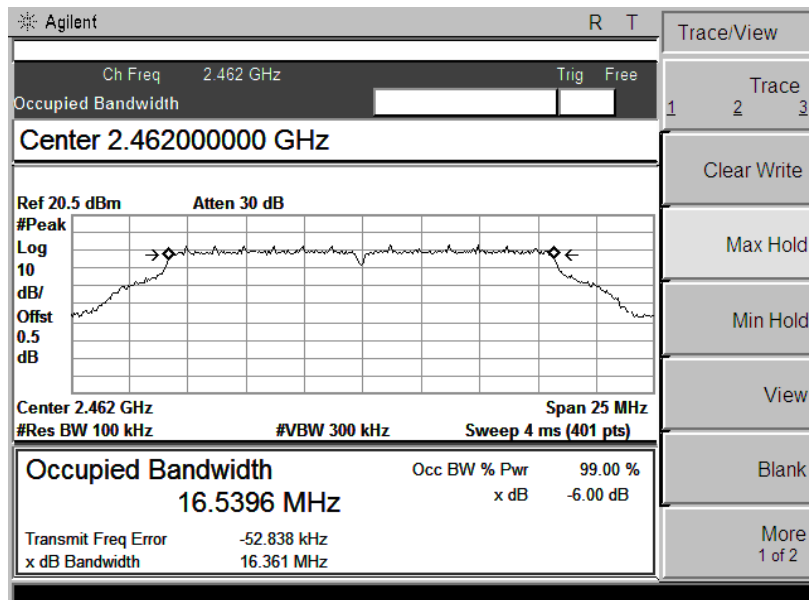 Agilent R T
Ch Freq 2.462 GHz Trig Free
Occupied Bandwidth
Center 2.462000000 GHz
Ref 20.5 dBm Atten 30 dB
#Peak
Log
10
dB/
Offst
0.5
dB
Center 2.462 GHz Span 25 MHz
#Res BW 100 kHz #VBW 300 kHz Sweep 4 ms (401 pts)
Occupied Bandwidth Occ BW % Pwr 99.00 %
16.5396 MHz x dB -6.00 dB
Transmit Freq Error -52.838 kHz
x dB Bandwidth 16.361 MHz
Trace/View
Trace
1 2 3
Clear Write
Max Hold
Min Hold
View
Blank
More
1 of 2